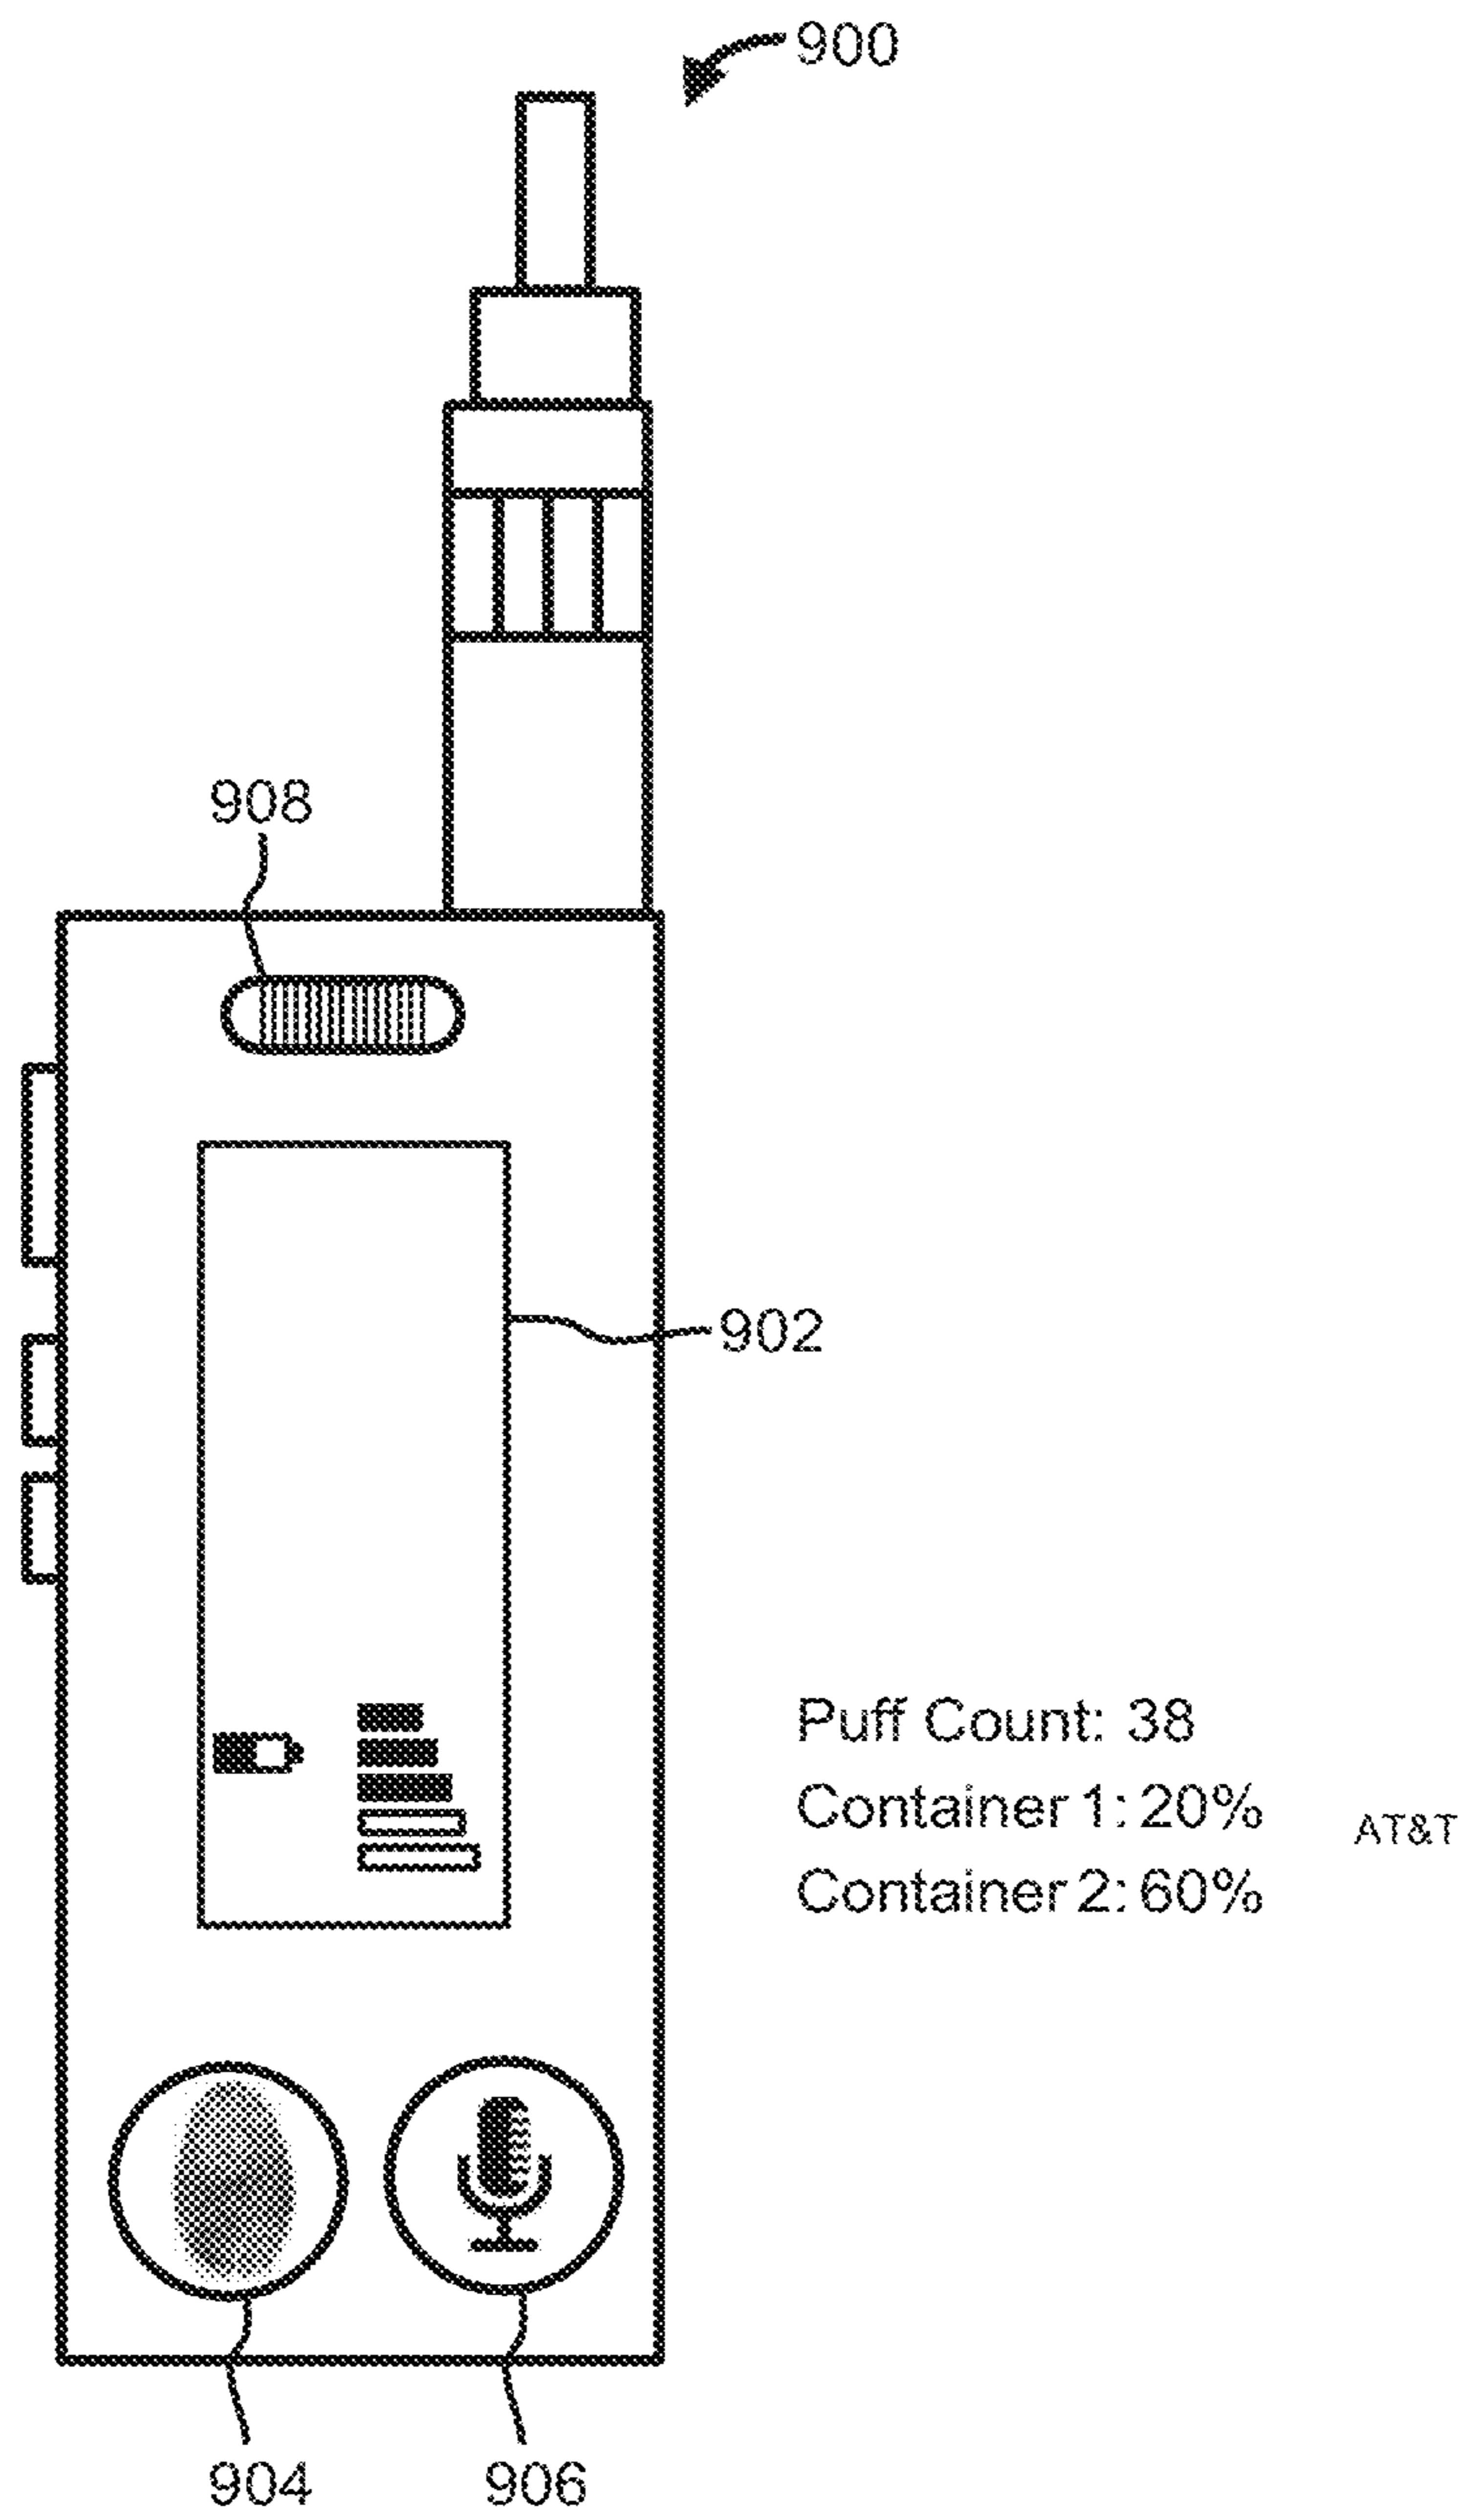 900
908
902
Puff Count: 38
Container 1: 20%
AT&T
Container 2: 60%
904
906